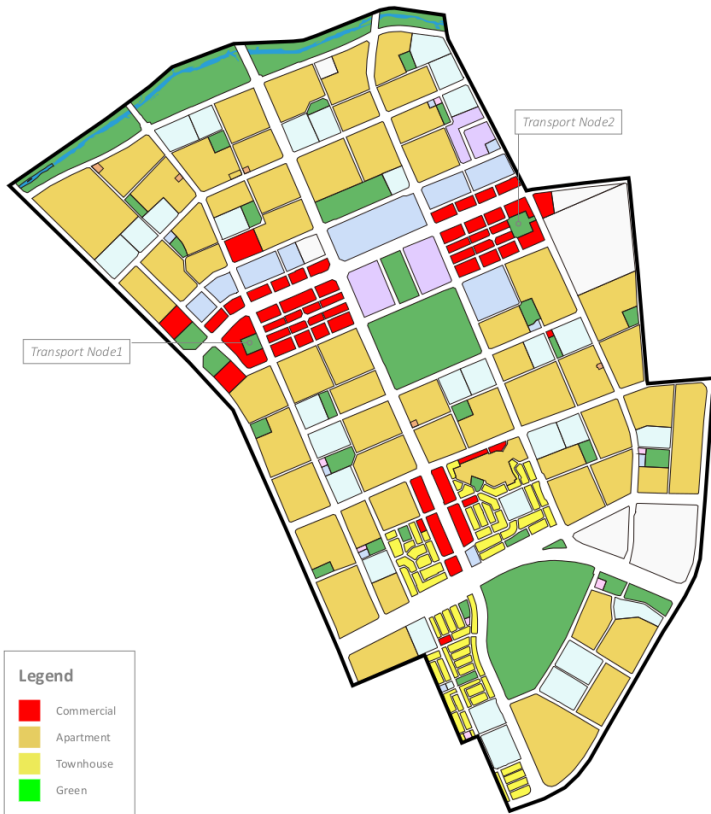 Transport Node2
Transport Node1
Legend
Commercial
Apartment
Townhouse
Green